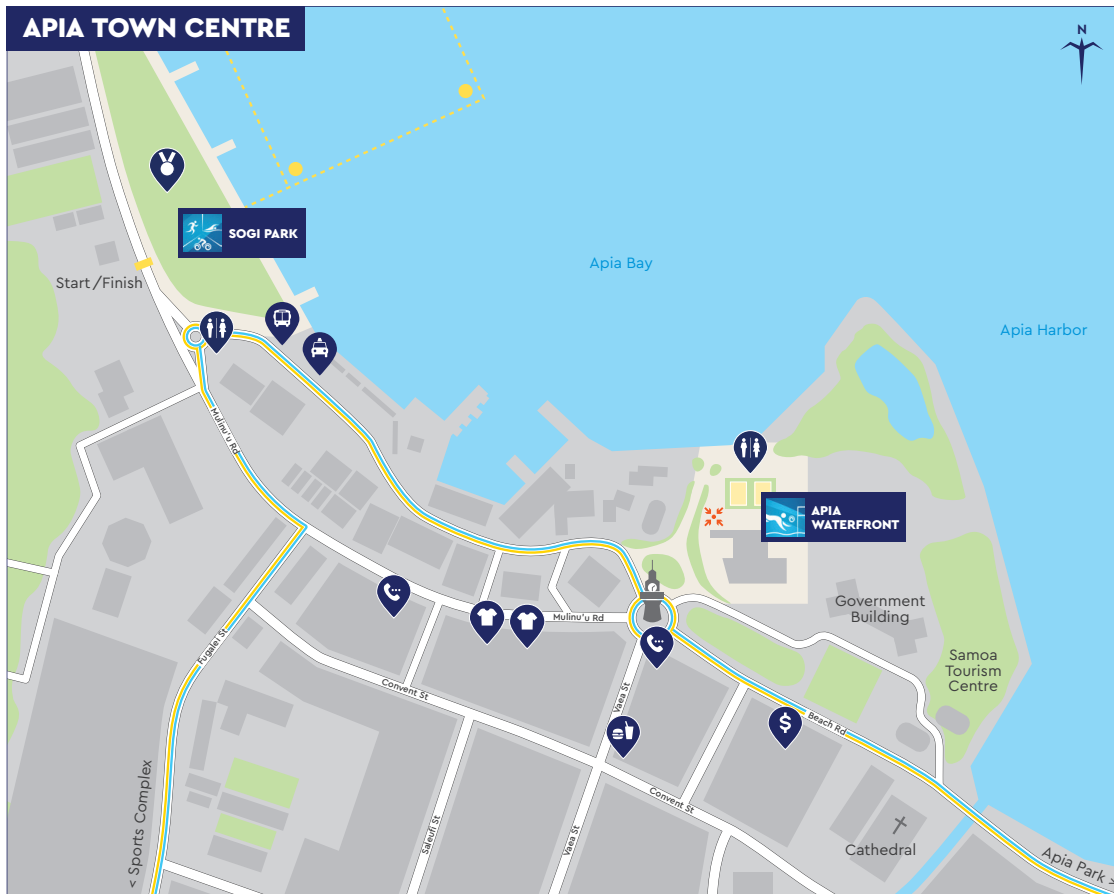 APIA TOWN CENTRE
N
SOGI PARK
Start/Finish
Apia Bay
Apia Harbor
Mulinu'u Rd
APIA
WATERFRONT
Government
Building
Samoa
Tourism
Centre
Mulinu'u Rd
Fugalei St
Convent St
Vaea St
$
Beach Rd
Convent St
< Sports Complex
Saleufi St
Vaea St
Cathedral
Apia Park >